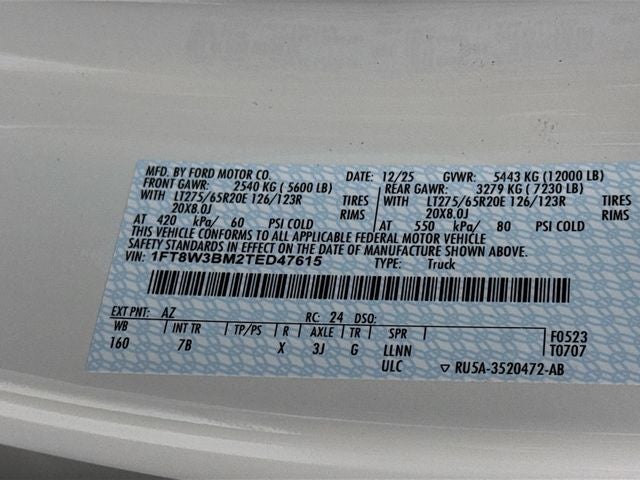 MFD. BY FORD MOTOR CO. DATE: 12/25 GVWR: 5443 KG (12000 LB)
FRONT GAWR: 2540 KG ( 5600 LB) REAR GAWR: 3279 KG ( 7230 LB)
WITH LT275/65R20E 126/123R TIRES WITH LT275/65R20E 126/123R TIRES
20X8.0J RIMS 20X8.0J RIMS
AT 420 kPa/ 60 PSI COLD AT 550 kPa/ 80 PSI COLD
THIS VEHICLE CONFORMS TO ALL APPLICABLE FEDERAL MOTOR VEHICLE
SAFETY STANDARDS IN EFFECT ON THE DATE OF MANUFACTURE SHOWN ABOVE.
VIN: 1FT8W3BM2TED47615 TYPE: Truck
EXT PNT: AZ RC: 24 DSO:
WB INT TR TP/PS R AXLE TR SPR F0523
160 7B X 3J G LLNN T0707
ULC ▽ RU5A-3520472-AB